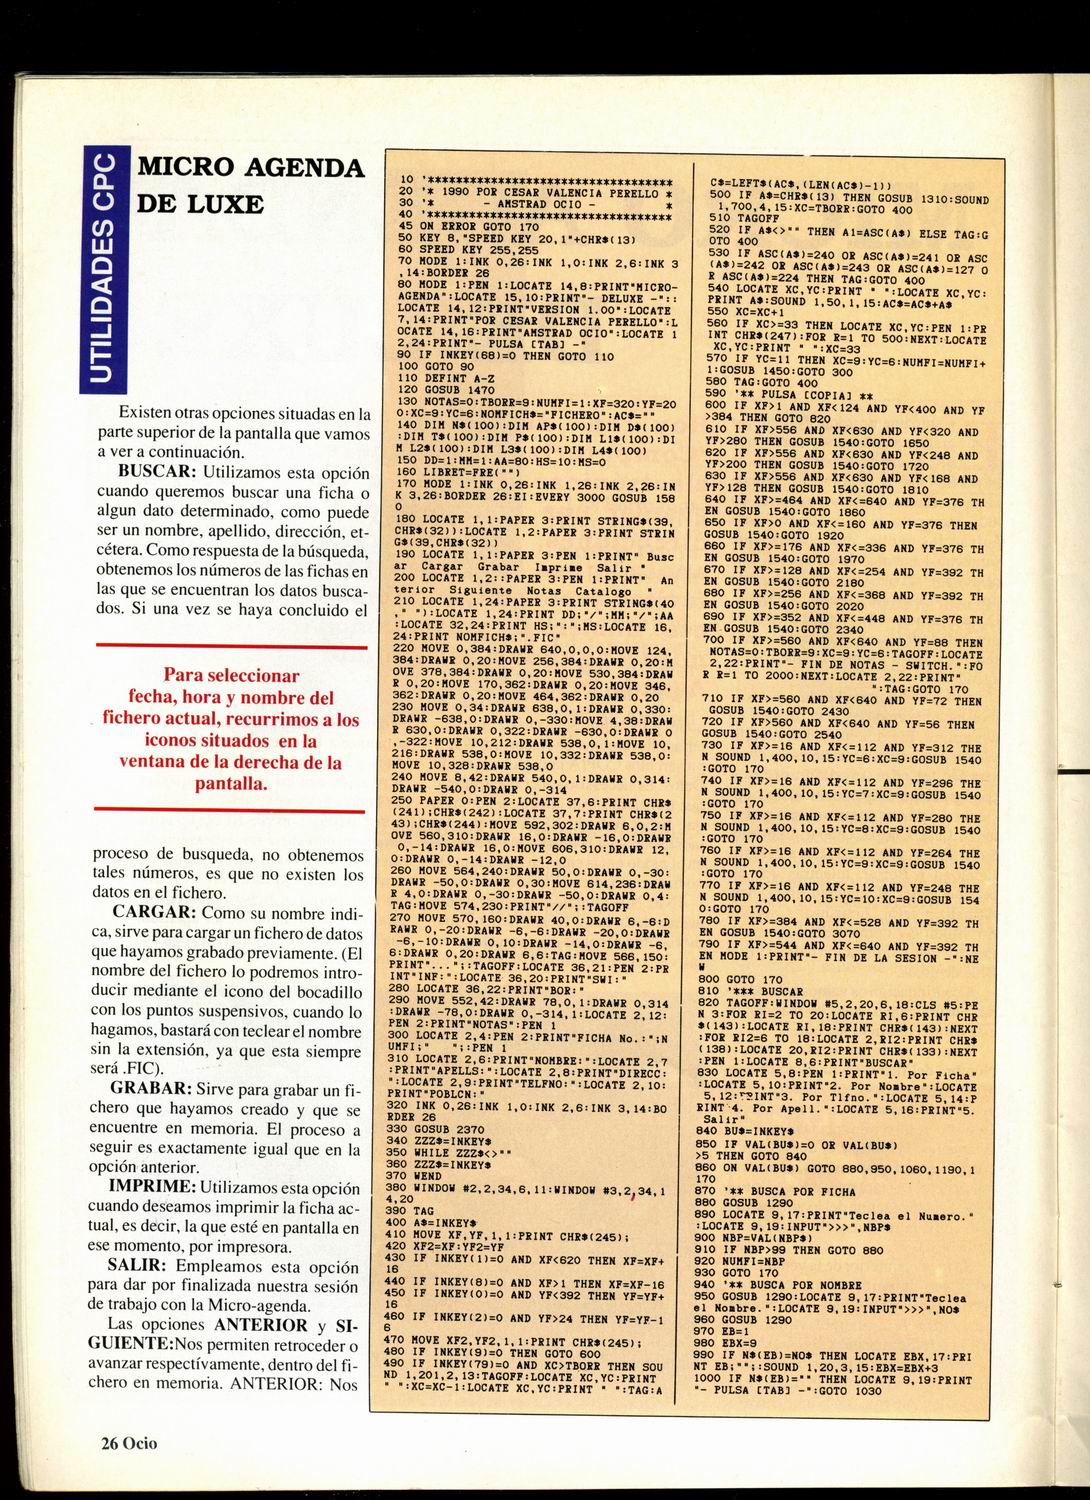 UTILIDADES CPC
MICRO AGENDA
DE LUXE
Existen otras opciones situadas en la
parte superior de la pantalla que vamos
a ver a continuación.
BUSCAR: Utilizamos esta opción
cuando queremos buscar una ficha o
algun dato determinado, como puede
ser un nombre, apellido, dirección, et-
cétera. Como respuesta de la búsqueda,
obtenemos los números de las fichas en
las que se encuentran los datos busca-
dos. Si una vez se haya concluido el
Para seleccionar
fecha, hora y nombre del
fichero actual, recurrimos a los
iconos situados en la
ventana de la derecha de la
pantalla.
proceso de busqueda, no obtenemos
tales números, es que no existen los
datos en el fichero.
CARGAR: Como su nombre indi-
ca, sirve para cargar un fichero de datos
que hayamos grabado previamente. (El
nombre del fichero lo podremos intro-
ducir mediante el icono del bocadillo
con los puntos suspensivos, cuando lo
hagamos, bastará con teclear el nombre
sin la extensión, ya que esta siempre
será .FIC).
GRABAR: Sirve para grabar un fi-
chero que hayamos creado y que se
encuentre en memoria. El proceso a
seguir es exactamente igual que en la
opción anterior.
IMPRIME: Utilizamos esta opción
cuando deseamos imprimir la ficha ac-
tual, es decir, la que esté en pantalla en
ese momento, por impresora.
SALIR: Empleamos esta opción
para dar por finalizada nuestra sesión
de trabajo con la Micro-agenda.
Las opciones ANTERIOR y SI-
GUIENTE:Nos permiten retroceder o
avanzar respectívamente, dentro del fi-
chero en memoria. ANTERIOR: Nos
10 '**********************************
20 '* 1990 POR CESAR VALENCIA PERELLO *
30 '* - AMSTRAD OCIO - *
40 '**********************************
45 ON ERROR GOTO 170
50 KEY 8,"SPEED KEY 20,1"+CHR$(13)
60 SPEED KEY 255,255
70 MODE 1:INK 0,26:INK 1,0:INK 2,6:INK 3
,14:BORDER 26
80 MODE 1:PEN 1:LOCATE 14,8:PRINT"MICRO-
AGENDA":LOCATE 15,10:PRINT"- DELUXE -"::
LOCATE 14,12:PRINT"VERSION 1.00":LOCATE
7,14:PRINT"POR CESAR VALENCIA PERELLO":L
OCATE 14,16:PRINT"AMSTRAD OCIO":LOCATE 1
2,24:PRINT"- PULSA [TAB] -"
90 IF INKEY(68)=0 THEN GOTO 110
100 GOTO 90
110 DEFINT A-Z
120 GOSUB 1470
130 NOTAS=0:TBORR=9:NUMFI=1:XF=320:YF=20
0:XC=9:YC=6:NOMFICH$="FICHERO":AC$=""
140 DIM N$(100):DIM AP$(100):DIM D$(100)
:DIM T$(100):DIM P$(100):DIM L1$(100):DI
M L2$(100):DIM L3$(100):DIM L4$(100)
150 DD=1:MM=1:AA=80:HS=10:MS=0
160 LIBRET=FRE("")
170 MODE 1:INK 0,26:INK 1,26:INK 2,26:IN
K 3,26:BORDER 26:EI:EVERY 3000 GOSUB 158
0
180 LOCATE 1,1:PAPER 3:PRINT STRING$(39,
CHR$(32)):LOCATE 1,2:PAPER 3:PRINT STRIN
G$(39,CHR$(32))
190 LOCATE 1,1:PAPER 3:PEN 1:PRINT" Busc
ar Cargar Grabar Imprime Salir "
200 LOCATE 1,2::PAPER 3:PEN 1:PRINT" An
terior Siguiente Notas Catalogo "
210 LOCATE 1,24:PAPER 3:PRINT STRING$(40
," "):LOCATE 1,24:PRINT DD;"/";MM;"/";AA
:LOCATE 32,24:PRINT HS;":";MS:LOCATE 16,
24:PRINT NOMFICH$;".FIC"
220 MOVE 0,384:DRAWR 640,0,0,0:MOVE 124,
384:DRAWR 0,20:MOVE 256,384:DRAWR 0,20:M
OVE 378,384:DRAWR 0,20:MOVE 530,384:DRAW
R 0,20:MOVE 170,362:DRAWR 0,20:MOVE 346,
362:DRAWR 0,20:MOVE 464,362:DRAWR 0,20
230 MOVE 0,34:DRAWR 638,0,1:DRAWR 0,330:
DRAWR -638,0:DRAWR 0,-330:MOVE 4,38:DRAW
R 630,0:DRAWR 0,322:DRAWR -630,0:DRAWR 0
,-322:MOVE 10,212:DRAWR 538,0,1:MOVE 10,
216:DRAWR 538,0:MOVE 10,332:DRAWR 538,0:
MOVE 10,328:DRAWR 538,0
240 MOVE 8,42:DRAWR 540,0,1:DRAWR 0,314:
DRAWR -540,0:DRAWR 0,-314
250 PAPER 0:PEN 2:LOCATE 37,6:PRINT CHR$
(241);CHR$(242):LOCATE 37,7:PRINT CHR$(2
43);CHR$(244):MOVE 592,302:DRAWR 6,0,2:M
OVE 560,310:DRAWR 16,0:DRAWR -16,0:DRAWR
0,-14:DRAWR 16,0:MOVE 606,310:DRAWR 12,
0:DRAWR 0,-14:DRAWR -12,0
260 MOVE 564,240:DRAWR 50,0:DRAWR 0,-30:
DRAWR -50,0:DRAWR 0,30:MOVE 614,236:DRAW
R 4,0:DRAWR 0,-30:DRAWR -50,0:DRAWR 0,4:
TAG:MOVE 574,230:PRINT"//";:TAGOFF
270 MOVE 570,160:DRAWR 40,0:DRAWR 6,-6:D
RAWR 0,-20:DRAWR -6,-6:DRAWR -20,0:DRAWR
-6,-10:DRAWR 0,10:DRAWR -14,0:DRAWR -6,
6:DRAWR 0,20:DRAWR 6,6:TAG:MOVE 566,150:
PRINT"...";:TAGOFF:LOCATE 36,21:PEN 2:PR
INT"INF:":LOCATE 36,20:PRINT"SWI:"
280 LOCATE 36,22:PRINT"BOR:"
290 MOVE 552,42:DRAWR 78,0,1:DRAWR 0,314
:DRAWR -78,0:DRAWR 0,-314,1:LOCATE 2,12:
PEN 2:PRINT"NOTAS":PEN 1
300 LOCATE 2,4:PEN 2:PRINT"FICHA No.:";N
UMFI;" ";:PEN 1
310 LOCATE 2,6:PRINT"NOMBRE:":LOCATE 2,7
:PRINT"APELLS:":LOCATE 2,8:PRINT"DIRECC:
":LOCATE 2,9:PRINT"TELFNO:":LOCATE 2,10:
PRINT"POBLCN:"
320 INK 0,26:INK 1,0:INK 2,6:INK 3,14:BO
RDER 26
330 GOSUB 2370
340 ZZZ$=INKEY$
350 WHILE ZZZ$<>""
360 ZZZ$=INKEY$
370 WEND
380 WINDOW #2,2,34,6,11:WINDOW #3,2,34,1
4,20
390 TAG
400 A$=INKEY$
410 MOVE XF,YF,1,1:PRINT CHR$(245);
420 XF2=XF:YF2=YF
430 IF INKEY(1)=0 AND XF<620 THEN XF=XF+
16
440 IF INKEY(8)=0 AND XF>1 THEN XF=XF-16
450 IF INKEY(0)=0 AND YF<392 THEN YF=YF+
16
460 IF INKEY(2)=0 AND YF>24 THEN YF=YF-1
6
470 MOVE XF2,YF2,1,1:PRINT CHR$(245);
480 IF INKEY(9)=0 THEN GOTO 600
490 IF INKEY(79)=0 AND XC>TBORR THEN SOU
ND 1,201,2,13:TAGOFF:LOCATE XC,YC:PRINT
" ":XC=XC-1:LOCATE XC,YC:PRINT " ":TAG:A
C$=LEFT$(AC$,(LEN(AC$)-1))
500 IF A$=CHR$(13) THEN GOSUB 1310:SOUND
1,700,4,15:XC=TBORR:GOTO 400
510 TAGOFF
520 IF A$<>"" THEN A1=ASC(A$) ELSE TAG:G
OTO 400
530 IF ASC(A$)=240 OR ASC(A$)=241 OR ASC
(A$)=242 OR ASC(A$)=243 OR ASC(A$)=127 O
R ASC(A$)=224 THEN TAG:GOTO 400
540 LOCATE XC,YC:PRINT " ":LOCATE XC,YC:
PRINT A$:SOUND 1,50,1,15:AC$=AC$+A$
550 XC=XC+1
560 IF XC>=33 THEN LOCATE XC,YC:PEN 1:PR
INT CHR$(247):FOR R=1 TO 500:NEXT:LOCATE
XC,YC:PRINT " ":XC=33
570 IF YC=11 THEN XC=9:YC=6:NUMFI=NUMFI+
1:GOSUB 1450:GOTO 300
580 TAG:GOTO 400
590 '** PULSA [COPIA] **
600 IF XF>1 AND XF<124 AND YF<400 AND YF
>384 THEN GOTO 820
610 IF XF>556 AND XF<630 AND YF<320 AND
YF>280 THEN GOSUB 1540:GOTO 1650
620 IF XF>556 AND XF<630 AND YF<248 AND
YF>200 THEN GOSUB 1540:GOTO 1720
630 IF XF>556 AND XF<630 AND YF<168 AND
YF>128 THEN GOSUB 1540:GOTO 1810
640 IF XF>=464 AND XF<=640 AND YF=376 TH
EN GOSUB 1540:GOTO 1860
650 IF XF>0 AND XF<=160 AND YF=376 THEN
GOSUB 1540:GOTO 1920
660 IF XF>=176 AND XF<=336 AND YF=376 TH
EN GOSUB 1540:GOTO 1970
670 IF XF>=128 AND XF<=254 AND YF=392 TH
EN GOSUB 1540:GOTO 2180
680 IF XF>=256 AND XF<=368 AND YF=392 TH
EN GOSUB 1540:GOTO 2020
690 IF XF>=352 AND XF<=448 AND YF=376 TH
EN GOSUB 1540:GOTO 2340
700 IF XF>=560 AND XF<640 AND YF=88 THEN
NOTAS=0:TBORR=9:XC=9:YC=6:TAGOFF:LOCATE
2,22:PRINT"- FIN DE NOTAS - SWITCH.":FO
R R=1 TO 2000:NEXT:LOCATE 2,22:PRINT"
":TAG:GOTO 170
710 IF XF>=560 AND XF<640 AND YF=72 THEN
GOSUB 1540:GOTO 2430
720 IF XF>560 AND XF<640 AND YF=56 THEN
GOSUB 1540:GOTO 2540
730 IF XF>=16 AND XF<=112 AND YF=312 THE
N SOUND 1,400,10,15:YC=6:XC=9:GOSUB 1540
:GOTO 170
740 IF XF>=16 AND XF<=112 AND YF=296 THE
N SOUND 1,400,10,15:YC=7:XC=9:GOSUB 1540
:GOTO 170
750 IF XF>=16 AND XF<=112 AND YF=280 THE
N SOUND 1,400,10,15:YC=8:XC=9:GOSUB 1540
:GOTO 170
760 IF XF>=16 AND XF<=112 AND YF=264 THE
N SOUND 1,400,10,15:YC=9:XC=9:GOSUB 1540
:GOTO 170
770 IF XF>=16 AND XF<=112 AND YF=248 THE
N SOUND 1,400,10,15:YC=10:XC=9:GOSUB 154
0:GOTO 170
780 IF XF>=384 AND XF<=528 AND YF=392 TH
EN GOSUB 1540:GOTO 3070
790 IF XF>=544 AND XF<=640 AND YF=392 TH
EN MODE 1:PRINT"- FIN DE LA SESION -":NE
W
800 GOTO 170
810 '*** BUSCAR
820 TAGOFF:WINDOW #5,2,20,6,18:CLS #5:PE
N 3:FOR RI=2 TO 20:LOCATE RI,6:PRINT CHR
$(143):LOCATE RI,18:PRINT CHR$(143):NEXT
:FOR RI2=6 TO 18:LOCATE 2,RI2:PRINT CHR$
(138):LOCATE 20,RI2:PRINT CHR$(133):NEXT
:PEN 1:LOCATE 8,6:PRINT"BUSCAR"
830 LOCATE 5,8:PEN 1:PRINT"1. Por Ficha"
:LOCATE 5,10:PRINT"2. Por Nombre":LOCATE
5,12:PRINT"3. Por Tlfno.":LOCATE 5,14:P
RINT"4. Por Apell.":LOCATE 5,16:PRINT"5.
Salir"
840 BU$=INKEY$
850 IF VAL(BU$)=0 OR VAL(BU$)
>5 THEN GOTO 840
860 ON VAL(BU$) GOTO 880,950,1060,1190,1
170
870 '** BUSCA POR FICHA
880 GOSUB 1290
890 LOCATE 9,17:PRINT"Teclea el Numero."
:LOCATE 9,19:INPUT">>>",NBP$
900 NBP=VAL(NBP$)
910 IF NBP>99 THEN GOTO 880
920 NUMFI=NBP
930 GOTO 170
940 '** BUSCA POR NOMBRE
950 GOSUB 1290:LOCATE 9,17:PRINT"Teclea
el Nombre.":LOCATE 9,19:INPUT">>>",NO$
960 GOSUB 1290
970 EB=1
980 EBX=9
990 IF N$(EB)=NO$ THEN LOCATE EBX,17:PRI
NT EB;"";:SOUND 1,20,3,15:EBX=EBX+3
1000 IF N$(EB)="" THEN LOCATE 9,19:PRINT
"- PULSA [TAB] -":GOTO 1030
26 Ocio